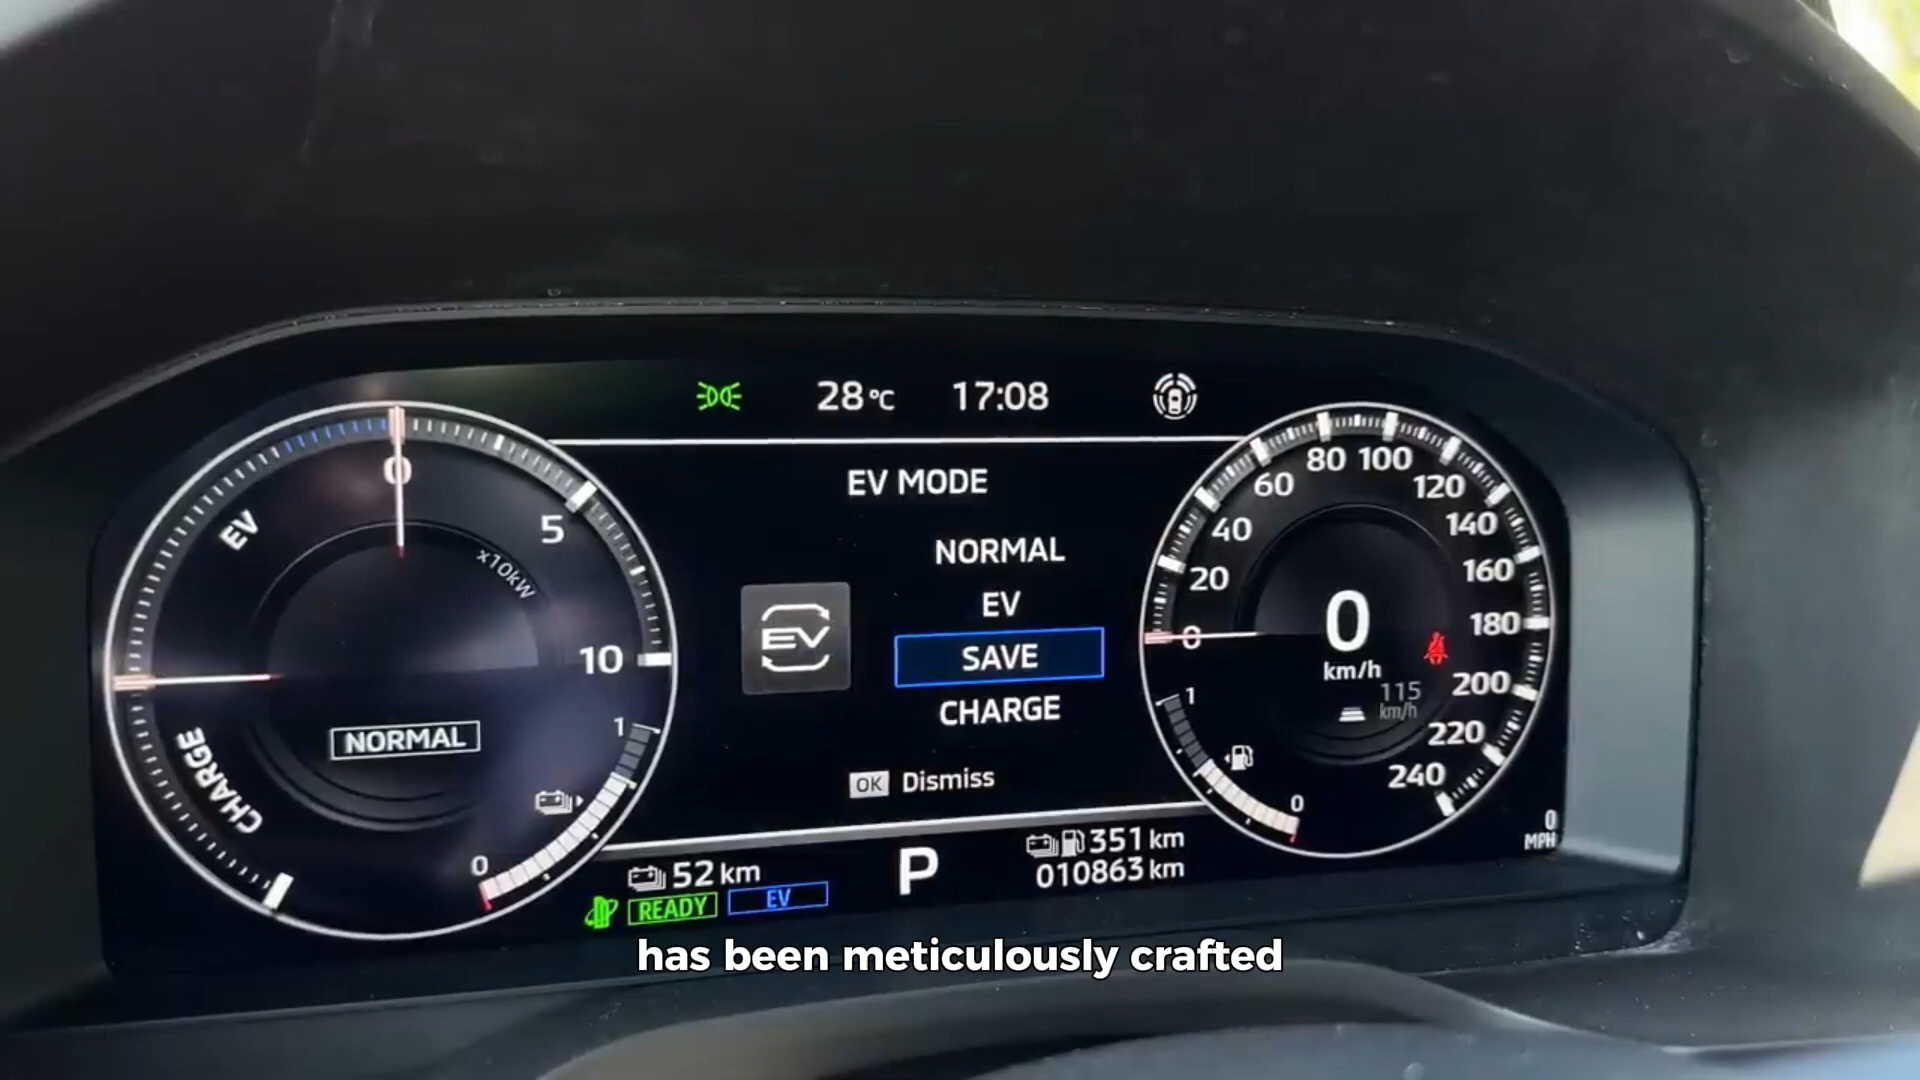 28°C 17:08
EV MODE
NORMAL
EV
SAVE
CHARGE
OK Dismiss
0
5
10
x10kW
EV
CHARGE
NORMAL
1
0
0
20
40
60
80
100
120
140
160
180
200
220
240
0
km/h
115
km/h
1
0
0
MPH
52 km
READY EV
P
351 km
010863 km
has been meticulously crafted